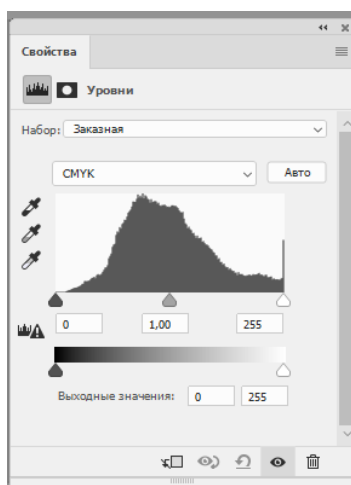 Свойства
Уровни
Набор: Заказная
CMYK Авто
0 1,00 255
Выходные значения: 0 255